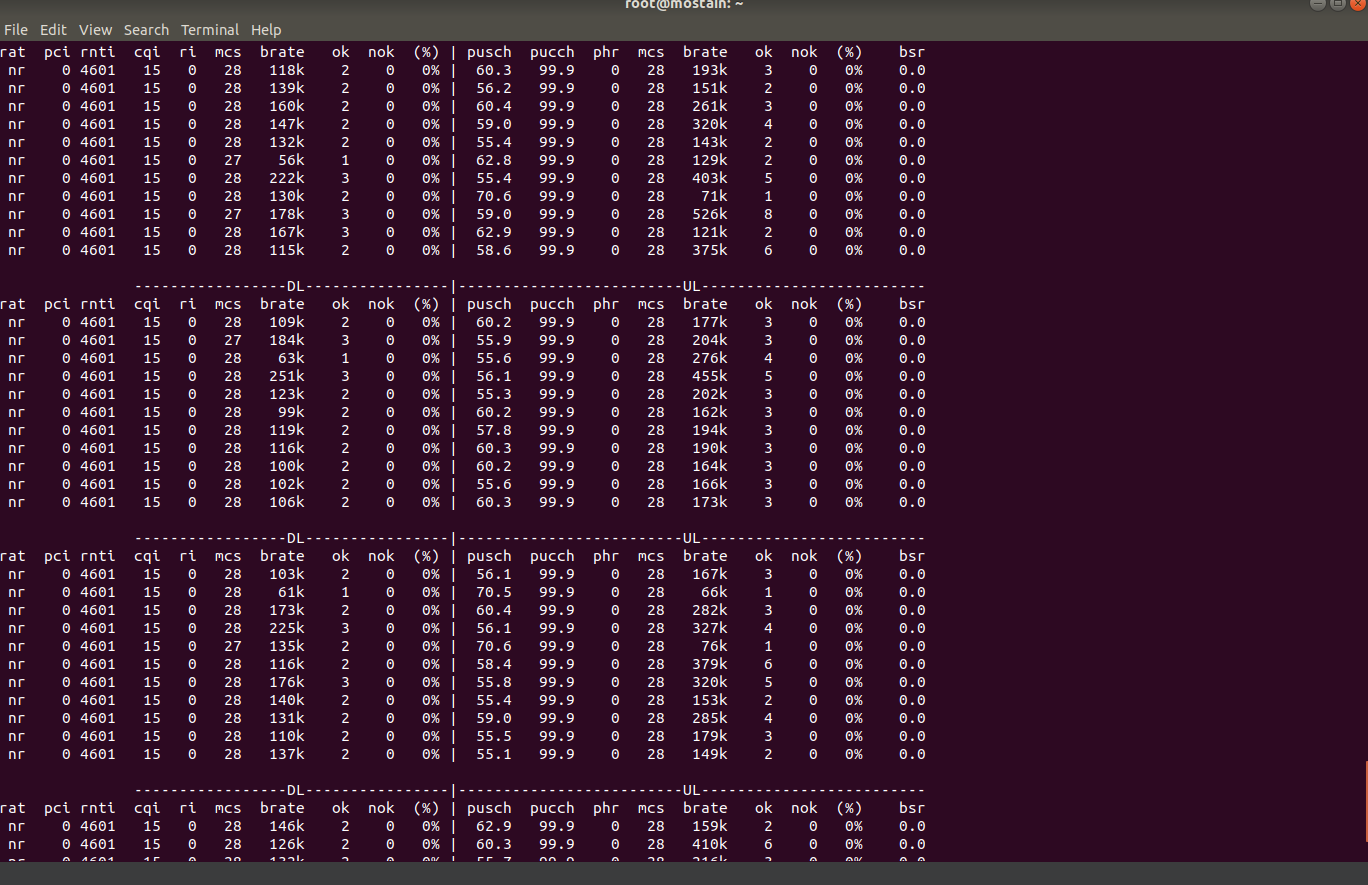 root@mostain: ~
File Edit View Search Terminal Help
rat pci rnti cqi ri mcs brate ok nok (%) | pusch pucch phr mcs brate ok nok (%) bsr
nr 0 4601 15 0 28 118k 2 0 0% | 60.3 99.9 0 28 193k 3 0 0% 0.0
nr 0 4601 15 0 28 139k 2 0 0% | 56.2 99.9 0 28 151k 2 0 0% 0.0
nr 0 4601 15 0 28 160k 2 0 0% | 60.4 99.9 0 28 261k 3 0 0% 0.0
nr 0 4601 15 0 28 147k 2 0 0% | 59.0 99.9 0 28 320k 4 0 0% 0.0
nr 0 4601 15 0 28 132k 2 0 0% | 55.4 99.9 0 28 143k 2 0 0% 0.0
nr 0 4601 15 0 27 56k 1 0 0% | 62.8 99.9 0 28 129k 2 0 0% 0.0
nr 0 4601 15 0 28 222k 3 0 0% | 55.4 99.9 0 28 403k 5 0 0% 0.0
nr 0 4601 15 0 28 130k 2 0 0% | 70.6 99.9 0 28 71k 1 0 0% 0.0
nr 0 4601 15 0 27 178k 3 0 0% | 59.0 99.9 0 28 526k 8 0 0% 0.0
nr 0 4601 15 0 28 167k 3 0 0% | 62.9 99.9 0 28 121k 2 0 0% 0.0
nr 0 4601 15 0 28 115k 2 0 0% | 58.6 99.9 0 28 375k 6 0 0% 0.0
-----------------DL----------------|-------------------------UL-------------------------
rat pci rnti cqi ri mcs brate ok nok (%) | pusch pucch phr mcs brate ok nok (%) bsr
nr 0 4601 15 0 28 109k 2 0 0% | 60.2 99.9 0 28 177k 3 0 0% 0.0
nr 0 4601 15 0 27 184k 3 0 0% | 55.9 99.9 0 28 204k 3 0 0% 0.0
nr 0 4601 15 0 28 63k 1 0 0% | 55.6 99.9 0 28 276k 4 0 0% 0.0
nr 0 4601 15 0 28 251k 3 0 0% | 56.1 99.9 0 28 455k 5 0 0% 0.0
nr 0 4601 15 0 28 123k 2 0 0% | 55.3 99.9 0 28 202k 3 0 0% 0.0
nr 0 4601 15 0 28 99k 2 0 0% | 60.2 99.9 0 28 162k 3 0 0% 0.0
nr 0 4601 15 0 28 119k 2 0 0% | 57.8 99.9 0 28 194k 3 0 0% 0.0
nr 0 4601 15 0 28 116k 2 0 0% | 60.3 99.9 0 28 190k 3 0 0% 0.0
nr 0 4601 15 0 28 100k 2 0 0% | 60.2 99.9 0 28 164k 3 0 0% 0.0
nr 0 4601 15 0 28 102k 2 0 0% | 55.6 99.9 0 28 166k 3 0 0% 0.0
nr 0 4601 15 0 28 106k 2 0 0% | 60.3 99.9 0 28 173k 3 0 0% 0.0
-----------------DL----------------|-------------------------UL-------------------------
rat pci rnti cqi ri mcs brate ok nok (%) | pusch pucch phr mcs brate ok nok (%) bsr
nr 0 4601 15 0 28 103k 2 0 0% | 56.1 99.9 0 28 167k 3 0 0% 0.0
nr 0 4601 15 0 28 61k 1 0 0% | 70.5 99.9 0 28 66k 1 0 0% 0.0
nr 0 4601 15 0 28 173k 2 0 0% | 60.4 99.9 0 28 282k 3 0 0% 0.0
nr 0 4601 15 0 28 225k 3 0 0% | 56.1 99.9 0 28 327k 4 0 0% 0.0
nr 0 4601 15 0 27 135k 2 0 0% | 70.6 99.9 0 28 76k 1 0 0% 0.0
nr 0 4601 15 0 28 116k 2 0 0% | 58.4 99.9 0 28 379k 6 0 0% 0.0
nr 0 4601 15 0 28 176k 3 0 0% | 55.8 99.9 0 28 320k 5 0 0% 0.0
nr 0 4601 15 0 28 140k 2 0 0% | 55.4 99.9 0 28 153k 2 0 0% 0.0
nr 0 4601 15 0 28 131k 2 0 0% | 59.0 99.9 0 28 285k 4 0 0% 0.0
nr 0 4601 15 0 28 110k 2 0 0% | 55.5 99.9 0 28 179k 3 0 0% 0.0
nr 0 4601 15 0 28 137k 2 0 0% | 55.1 99.9 0 28 149k 2 0 0% 0.0
-----------------DL----------------|-------------------------UL-------------------------
rat pci rnti cqi ri mcs brate ok nok (%) | pusch pucch phr mcs brate ok nok (%) bsr
nr 0 4601 15 0 28 146k 2 0 0% | 62.9 99.9 0 28 159k 2 0 0% 0.0
nr 0 4601 15 0 28 126k 2 0 0% | 60.3 99.9 0 28 410k 6 0 0% 0.0